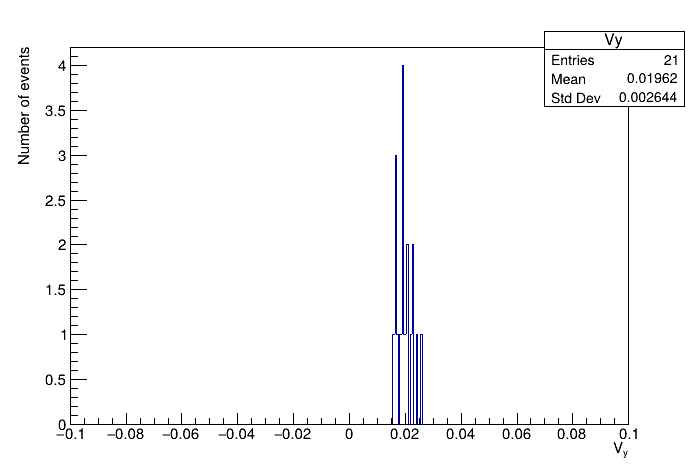 Vy
Entries 21
Mean 0.01962
Std Dev 0.002644
Number of events
4
3.5
3
2.5
2
1.5
1
0.5
0
−0.1 −0.08 −0.06 −0.04 −0.02 0 0.02 0.04 0.06 0.08 0.1
Vy